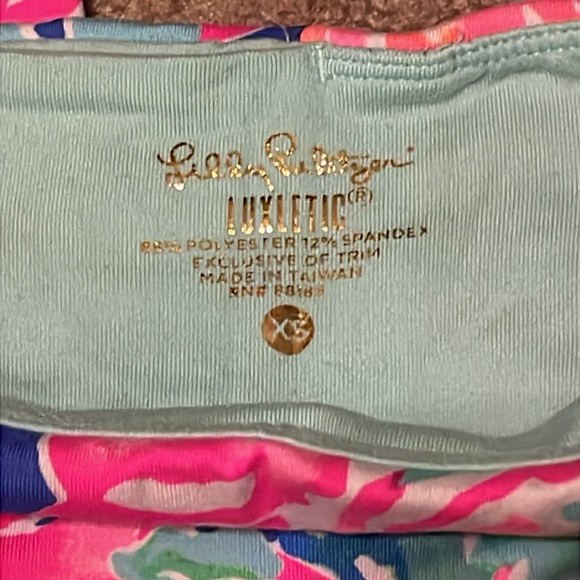 Lilly Pulitzer
LUXLETIC(R)
88% POLYESTER 12% SPANDEX
EXCLUSIVE OF TRIM
MADE IN TAIWAN
RN#
XS